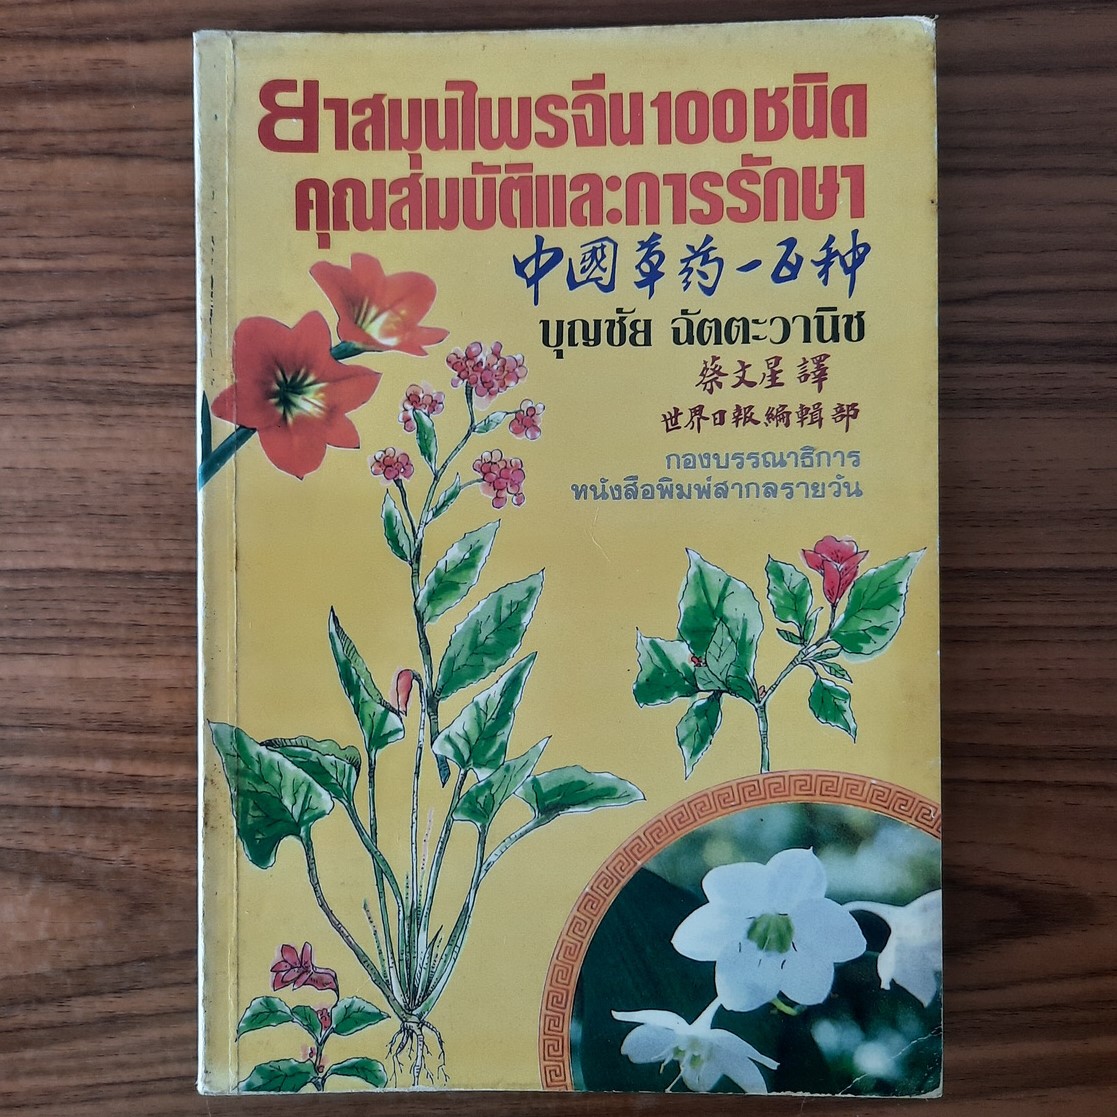 ยาสมุนไพรจีน100ชนิด
คุณสมบัติและการรักษา
中國草药一百种
บุญชัย ฉัตตะวานิช
蔡文星譯
世界日報編輯部
กองบรรณาธิการ
หนังสือพิมพ์สากลรายวัน